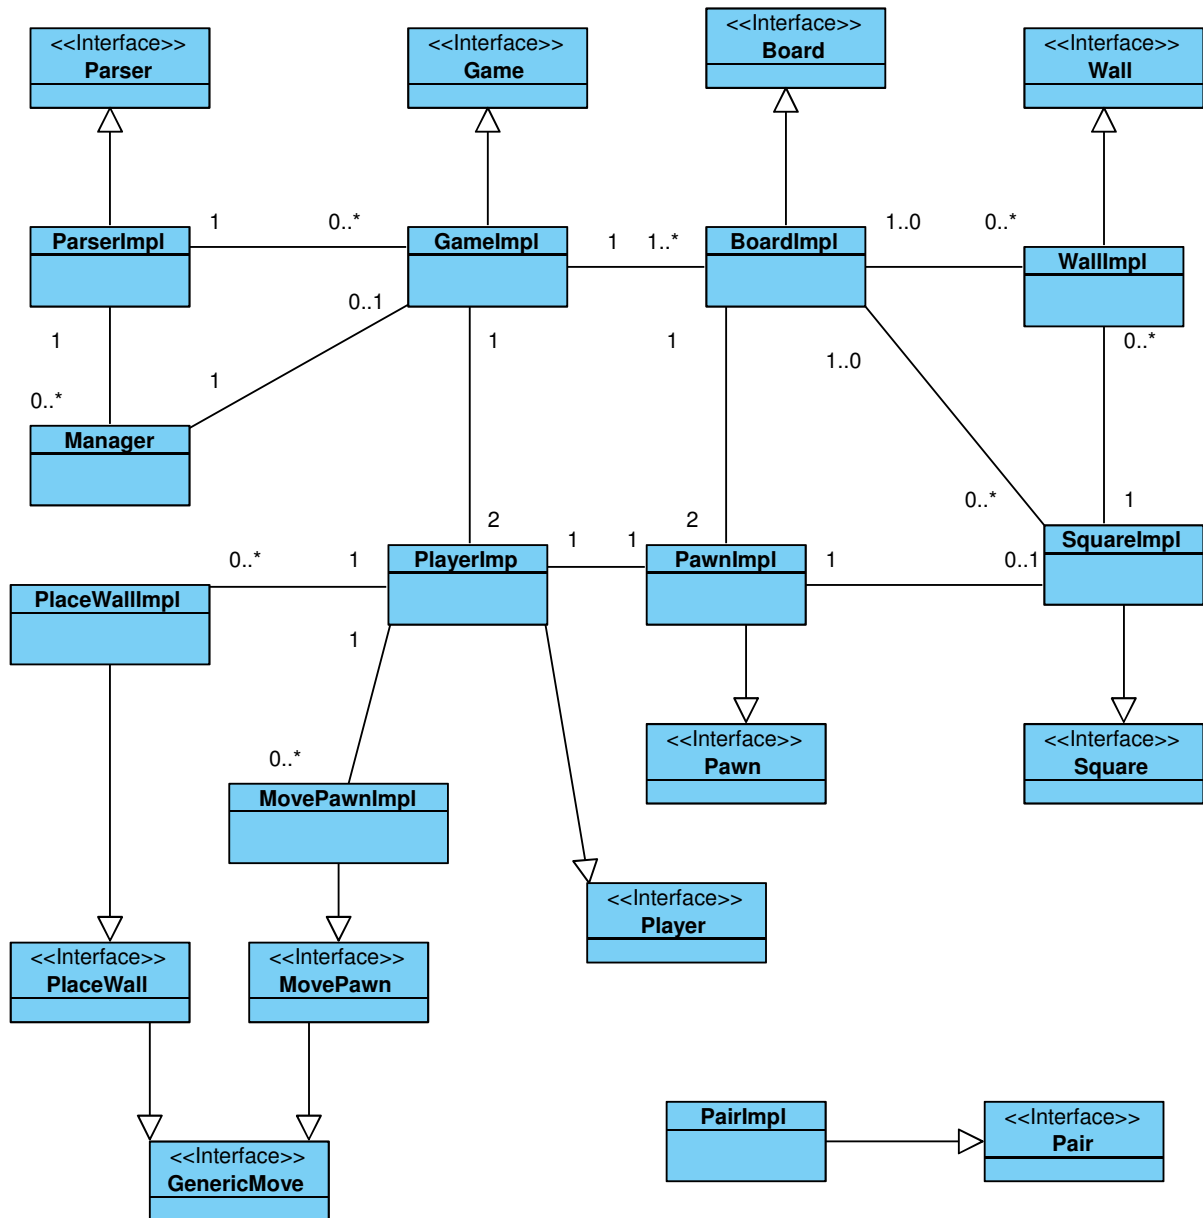 <<Interface>>
Parser
<<Interface>>
Game
<<Interface>>
Board
<<Interface>>
Wall
1
0..*
1
1..*
1..0
0..*
ParserImpl
GameImpl
BoardImpl
WallImpl
0..1
1
1
1
1..0
0..*
1
0..*
Manager
2
2
0..*
1
0..*
1
1
1
1
0..1
PlaceWallImpl
PlayerImp
PawnImpl
SquareImpl
1
0..*
MovePawnImpl
<<Interface>>
Pawn
<<Interface>>
Square
<<Interface>>
Player
<<Interface>>
PlaceWall
<<Interface>>
MovePawn
<<Interface>>
GenericMove
PairImpl
<<Interface>>
Pair